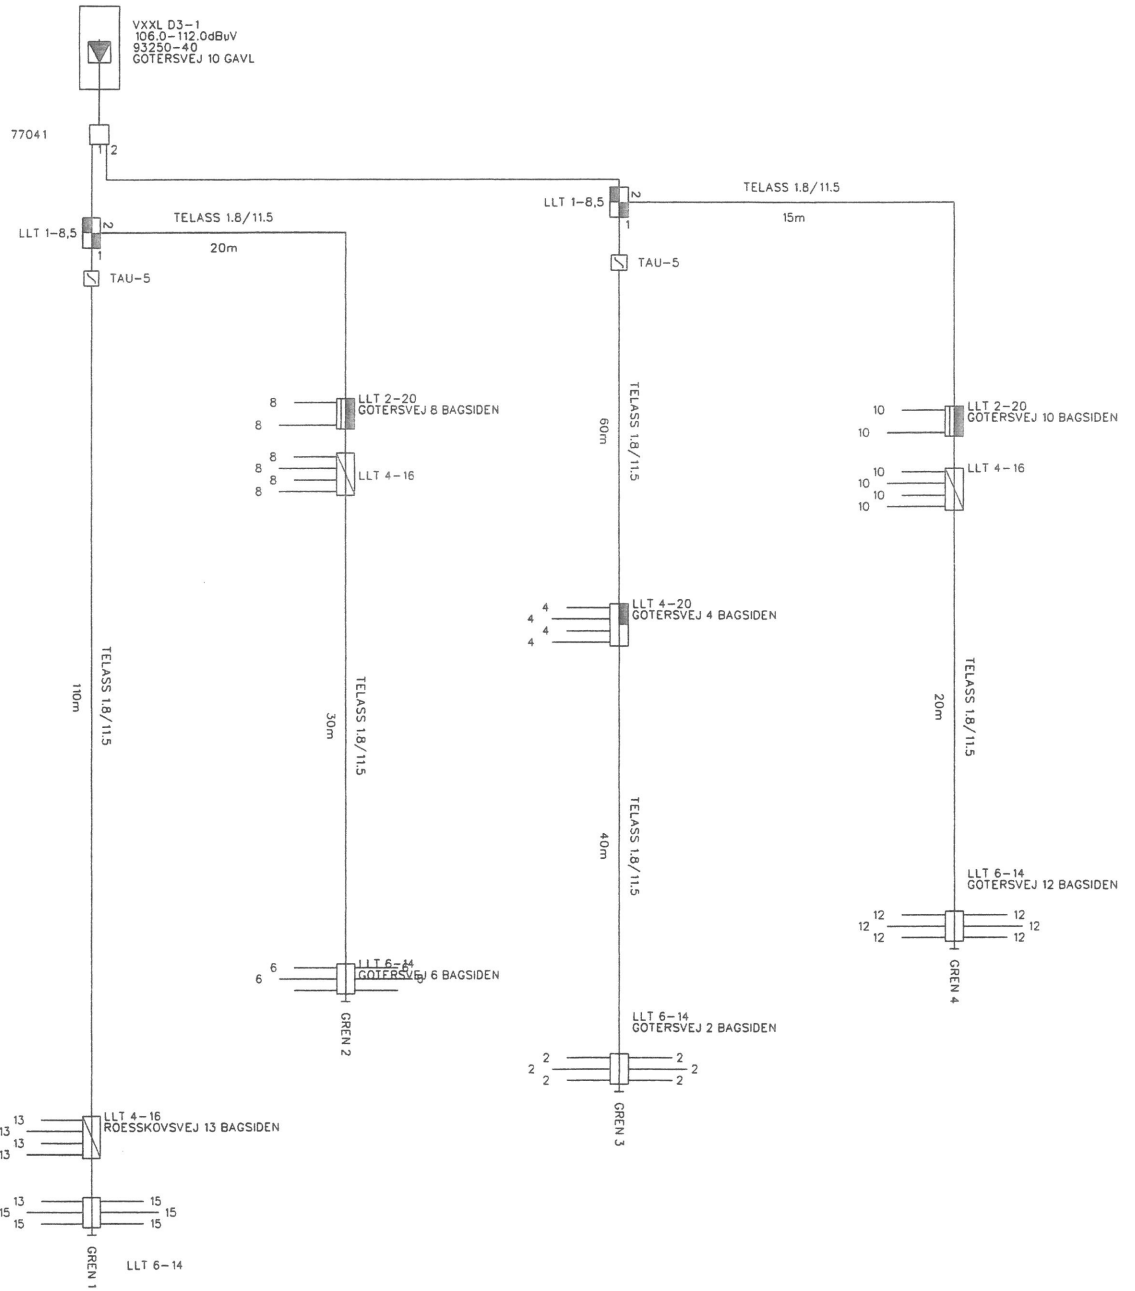 VXXL D3-1
106.0-112.0dBµV
93250-40
GOTERSVEJ 10 GAVL
77041
1 2
LLT 1-8,5
2
1
TELASS 1.8/11.5
20m
TAU-5
LLT 1-8,5
2
1
TELASS 1.8/11.5
15m
TAU-5
8
8
LLT 2-20
GOTERSVEJ 8 BAGSIDEN
8
8
8
8
LLT 4-16
TELASS 1.8/11.5
60m
10
10
LLT 2-20
GOTERSVEJ 10 BAGSIDEN
10
10
10
10
LLT 4-16
4
4
4
4
LLT 4-20
GOTERSVEJ 4 BAGSIDEN
TELASS 1.8/11.5
110m
TELASS 1.8/11.5
30m
TELASS 1.8/11.5
40m
TELASS 1.8/11.5
20m
LLT 6-14
GOTERSVEJ 12 BAGSIDEN
12 12
12 12
12 12
GREN 4
LLT 6-14
GOTERSVEJ 6 BAGSIDEN
6 6
6 6
GREN 2
LLT 6-14
GOTERSVEJ 2 BAGSIDEN
2 2
2 2
2 2
GREN 3
LLT 4-16
ROESSKOVSVEJ 13 BAGSIDEN
13
13
13
13
13 15
15 15
15 15
GREN 1
LLT 6-14